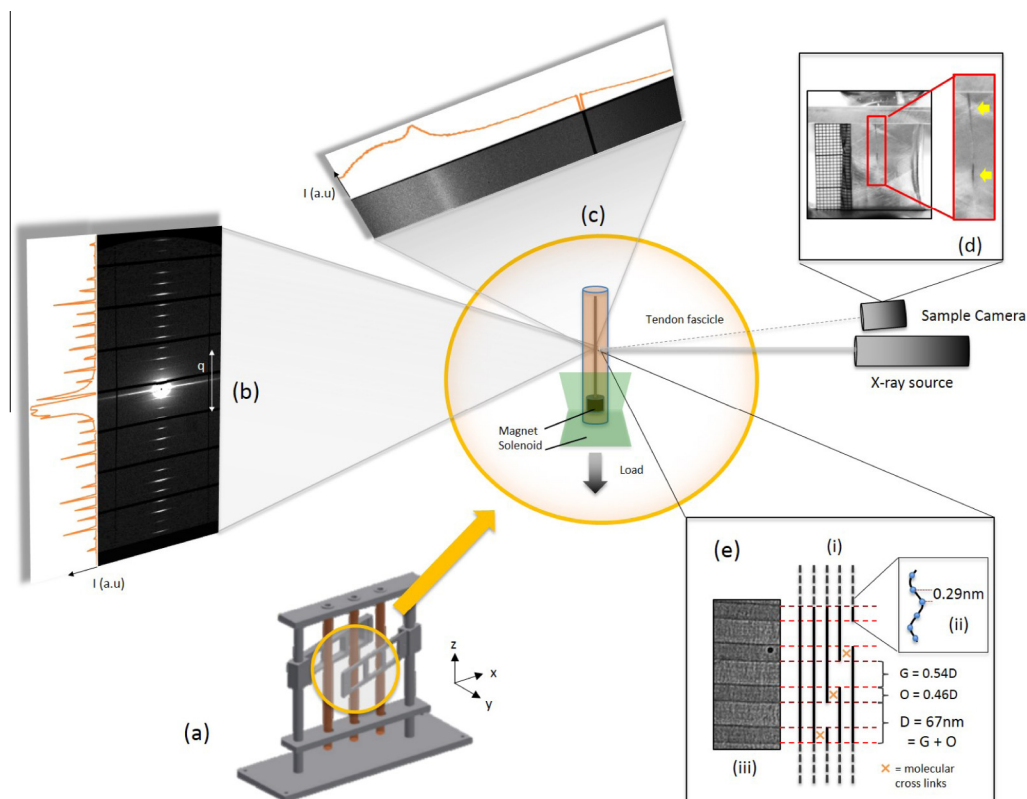 I (a.u)
(c)
(d)
Tendon fascicle
Sample Camera
X-ray source
q
(b)
Magnet
Solenoid
Load
I (a.u)
(a)
z
x
y
(e)
(i)
0.29nm
(ii)
G = 0.54D
O = 0.46D
D = 67nm
= G + O
(iii)
× = molecular
cross links